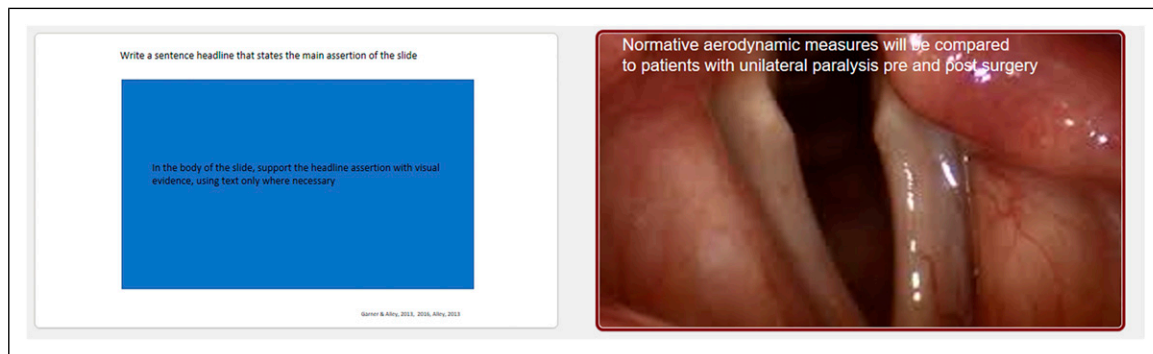 Write a sentence headline that states the main assertion of the slide
In the body of the slide, support the headline assertion with visual
evidence, using text only where necessary
Garner & Alley, 2013, 2016, Alley, 2013
Normative aerodynamic measures will be compared
to patients with unilateral paralysis pre and post surgery